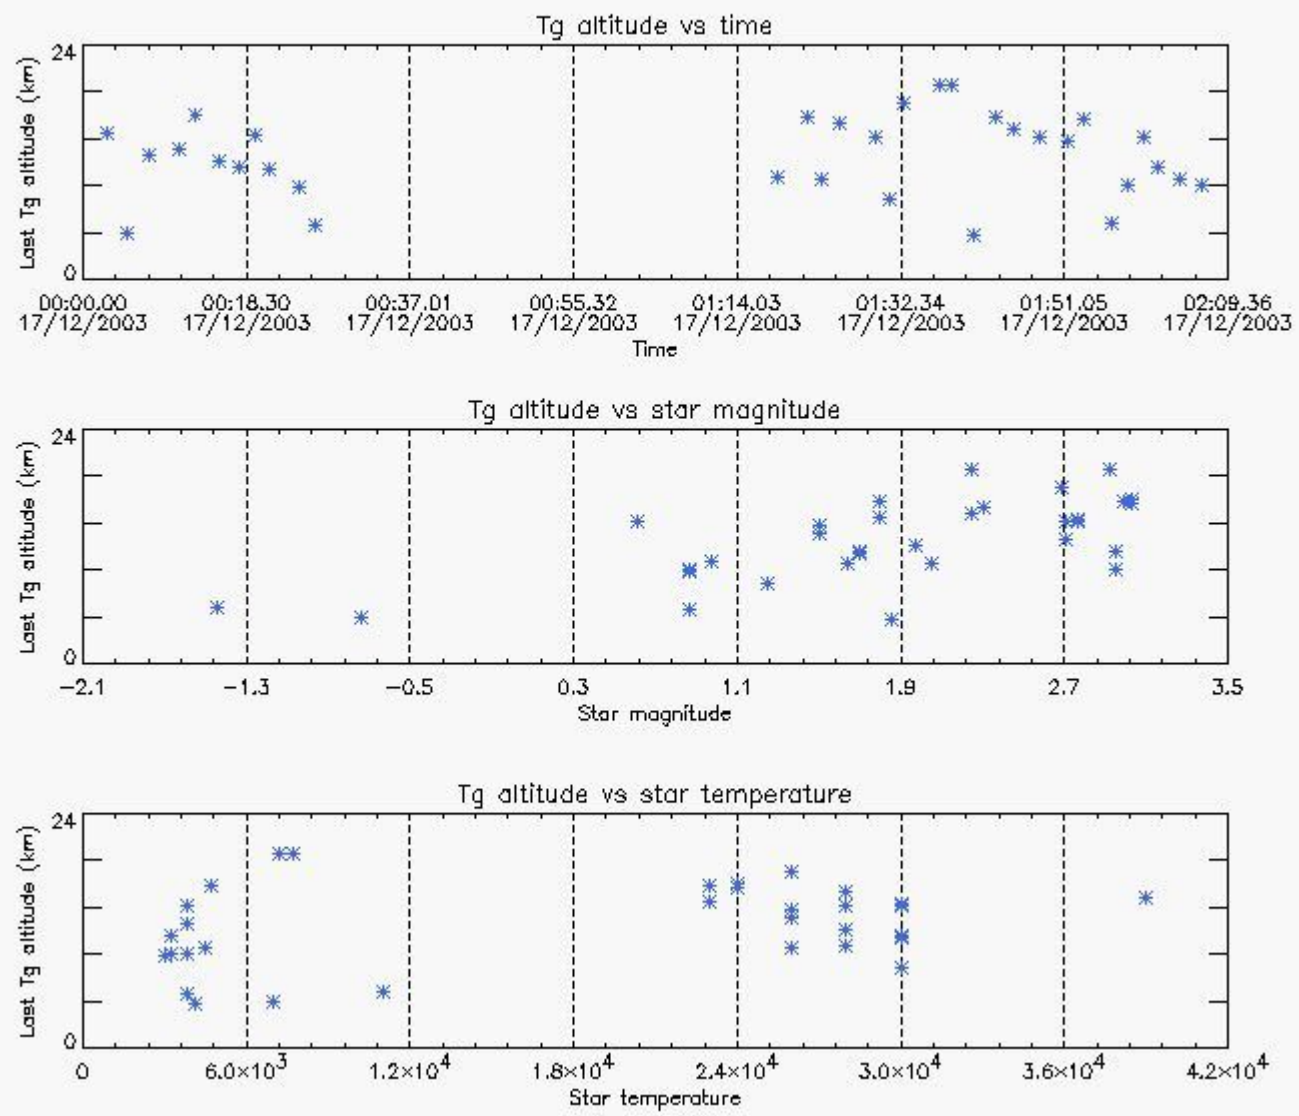 Tg altitude vs time
Last Tg altitude (km)
24
0
00:00.00 00:18.30 00:37.01 00:55.32 01:14.03 01:32.34 01:51.05 02:09.36
17/12/2003 17/12/2003 17/12/2003 17/12/2003 17/12/2003 17/12/2003 17/12/2003 17/12/2003
Time
Tg altitude vs star magnitude
Last Tg altitude (km)
24
0
−2.1 −1.3 −0.5 0.3 1.1 1.9 2.7 3.5
Star magnitude
Tg altitude vs star temperature
Last Tg altitude (km)
24
0
0 6.0×10³ 1.2×10⁴ 1.8×10⁴ 2.4×10⁴ 3.0×10⁴ 3.6×10⁴ 4.2×10⁴
Star temperature